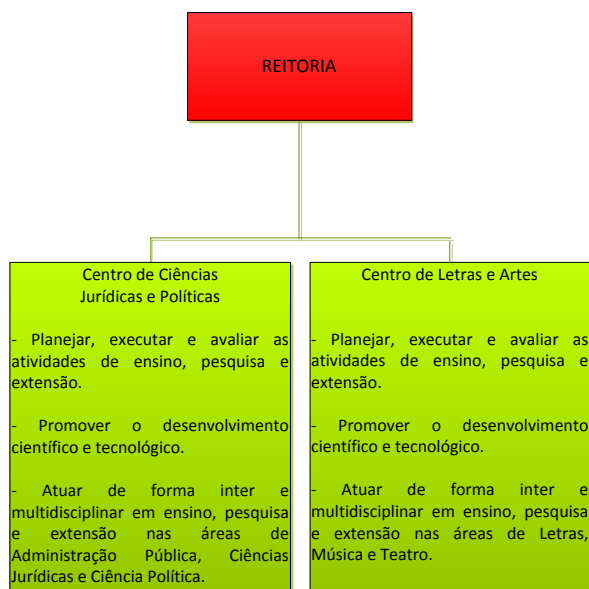 REITORIA
Centro de Ciências
Jurídicas e Políticas
- Planejar, executar e avaliar as
atividades de ensino, pesquisa e
extensão.
- Promover o desenvolvimento
científico e tecnológico.
- Atuar de forma inter e
multidisciplinar em ensino, pesquisa
e extensão nas áreas de
Administração Pública, Ciências
Jurídicas e Ciência Política.
Centro de Letras e Artes
- Planejar, executar e avaliar as
atividades de ensino, pesquisa e
extensão.
- Promover o desenvolvimento
científico e tecnológico.
- Atuar de forma inter e
multidisciplinar em ensino, pesquisa
e extensão nas áreas de Letras,
Música e Teatro.